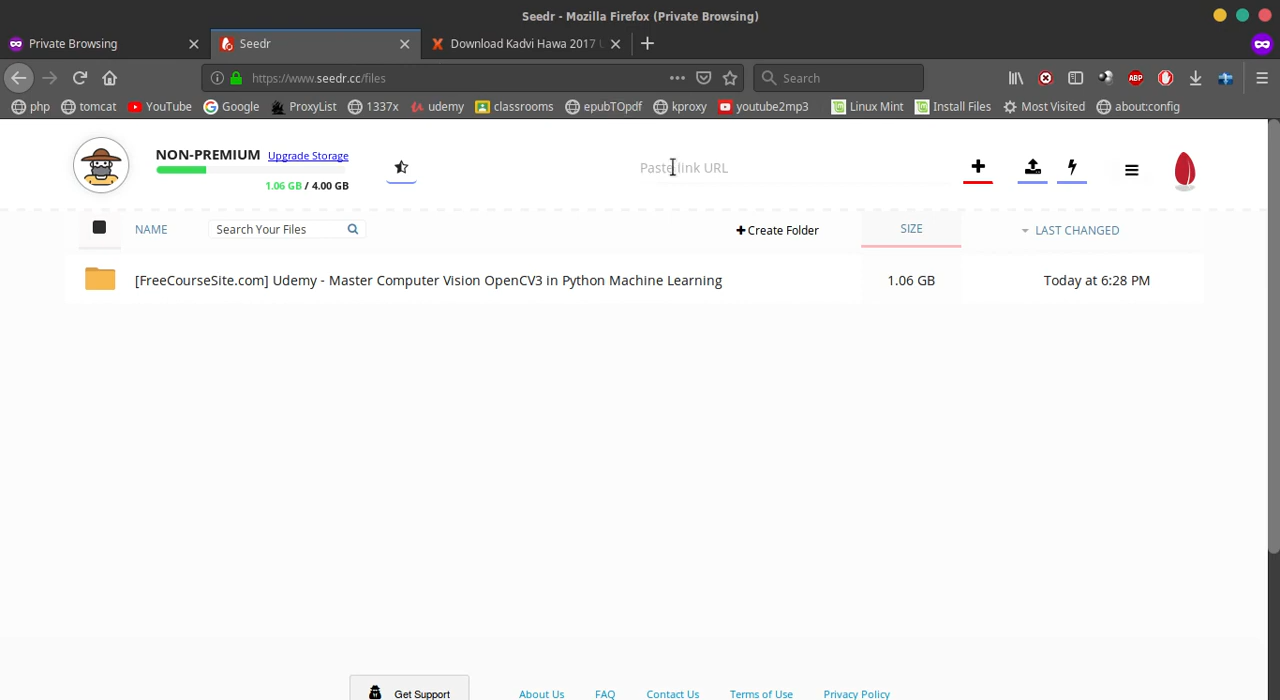 Seedr - Mozilla Firefox (Private Browsing)
Private Browsing
Seedr
Download Kadvi Hawa 2017
https://www.seedr.cc/files
Search
php tomcat YouTube Google ProxyList 1337x udemy classrooms epubTOpdf kproxy youtube2mp3 Linux Mint Install Files Most Visited about:config
ABP
NON-PREMIUM Upgrade Storage
1.06 GB / 4.00 GB
Paste link URL
NAME Search Your Files Create Folder SIZE LAST CHANGED
[FreeCourseSite.com] Udemy - Master Computer Vision OpenCV3 in Python Machine Learning 1.06 GB Today at 6:28 PM
Get Support About Us FAQ Contact Us Terms of Use Privacy Policy